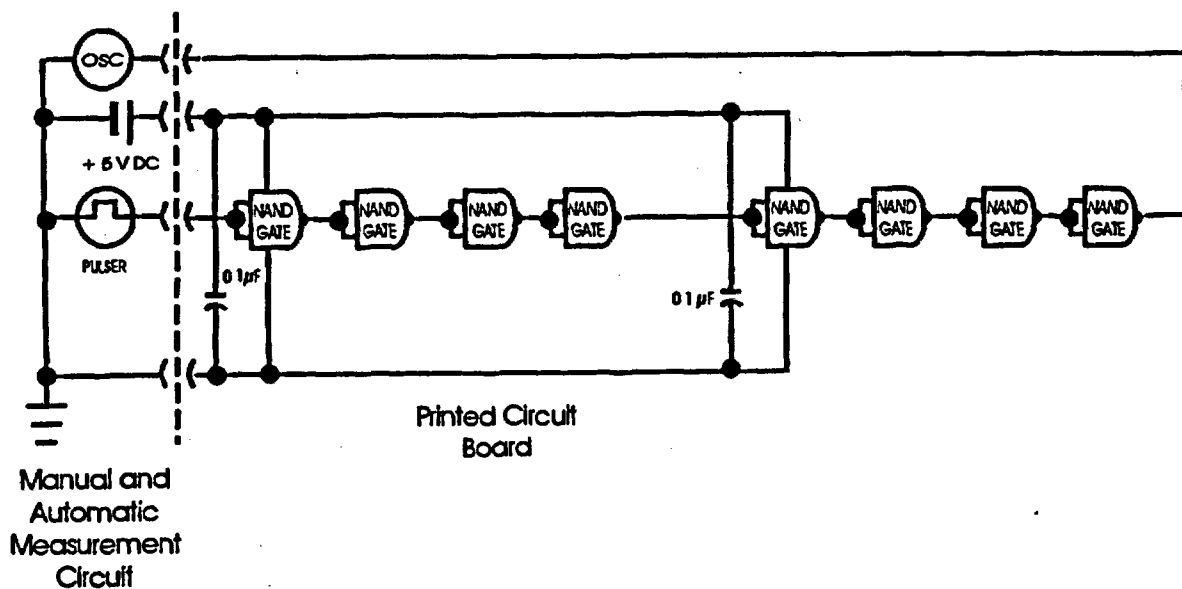 OSC
+ 5 V DC
PULSER
NAND
GATE
NAND
GATE
NAND
GATE
NAND
GATE
NAND
GATE
NAND
GATE
NAND
GATE
NAND
GATE
0.1 µF
0.1 µF
Printed Circuit
Board
Manual and
Automatic
Measurement
Circuit